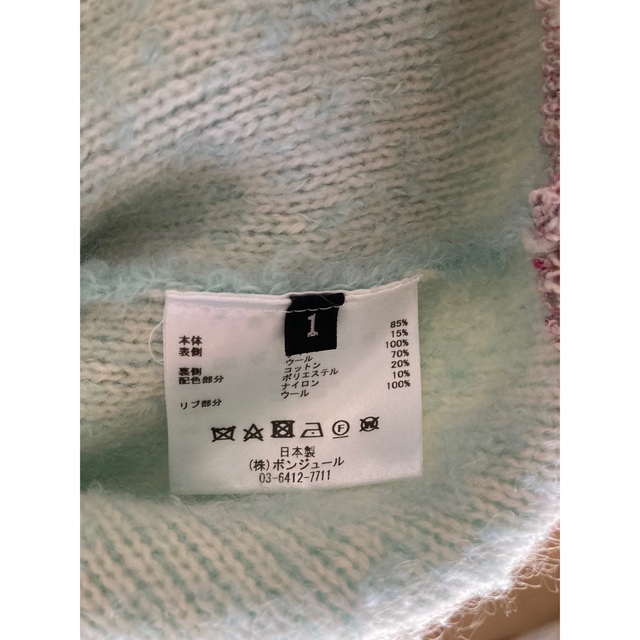 1
本体
表側
裏側
配色部分
リブ部分
ウール
コットン
ポリエステル
ナイロン
ウール
85%
15%
100%
70%
20%
10%
100%
日本製
(株)ボンジュール
03-6412-7711